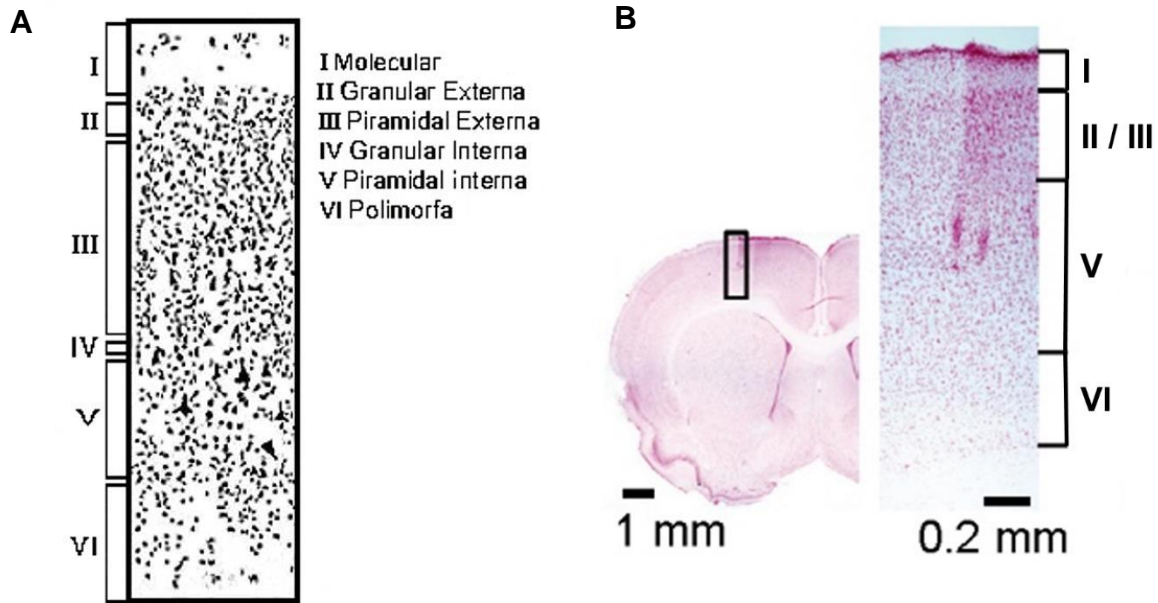 A
I
II
III
IV
V
VI
I Molecular
II Granular Externa
III Piramidal Externa
IV Granular Interna
V Piramidal interna
VI Polimorfa
B
1 mm
0.2 mm
I
II / III
V
VI